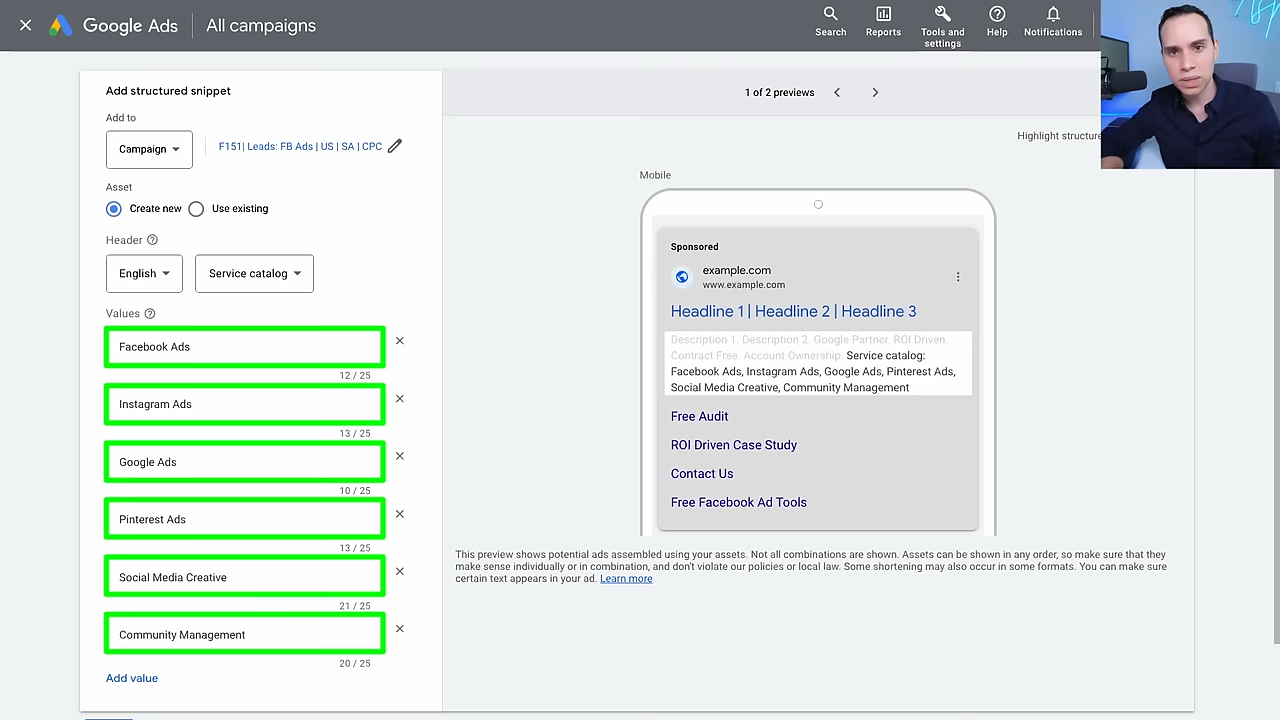 Google Ads
All campaigns
Search
Reports
Tools and
settings
Help
Notifications
Add structured snippet
Add to
Campaign
F151| Leads: FB Ads | US | SA | CPC
Asset
Create new
Use existing
Header
English
Service catalog
Values
Facebook Ads
12 / 25
Instagram Ads
13 / 25
Google Ads
10 / 25
Pinterest Ads
13 / 25
Social Media Creative
21 / 25
Community Management
20 / 25
Add value
1 of 2 previews
Highlight structure
Mobile
Sponsored
example.com
www.example.com
Headline 1 | Headline 2 | Headline 3
Description 1. Description 2. Google Partner. ROI Driven.
Contract Free. Account Ownership. Service catalog:
Facebook Ads, Instagram Ads, Google Ads, Pinterest Ads,
Social Media Creative, Community Management
Free Audit
ROI Driven Case Study
Contact Us
Free Facebook Ad Tools
This preview shows potential ads assembled using your assets. Not all combinations are shown. Assets can be shown in any order, so make sure that they
make sense individually or in combination, and don't violate our policies or local law. Some shortening may also occur in some formats. You can make sure
certain text appears in your ad. Learn more